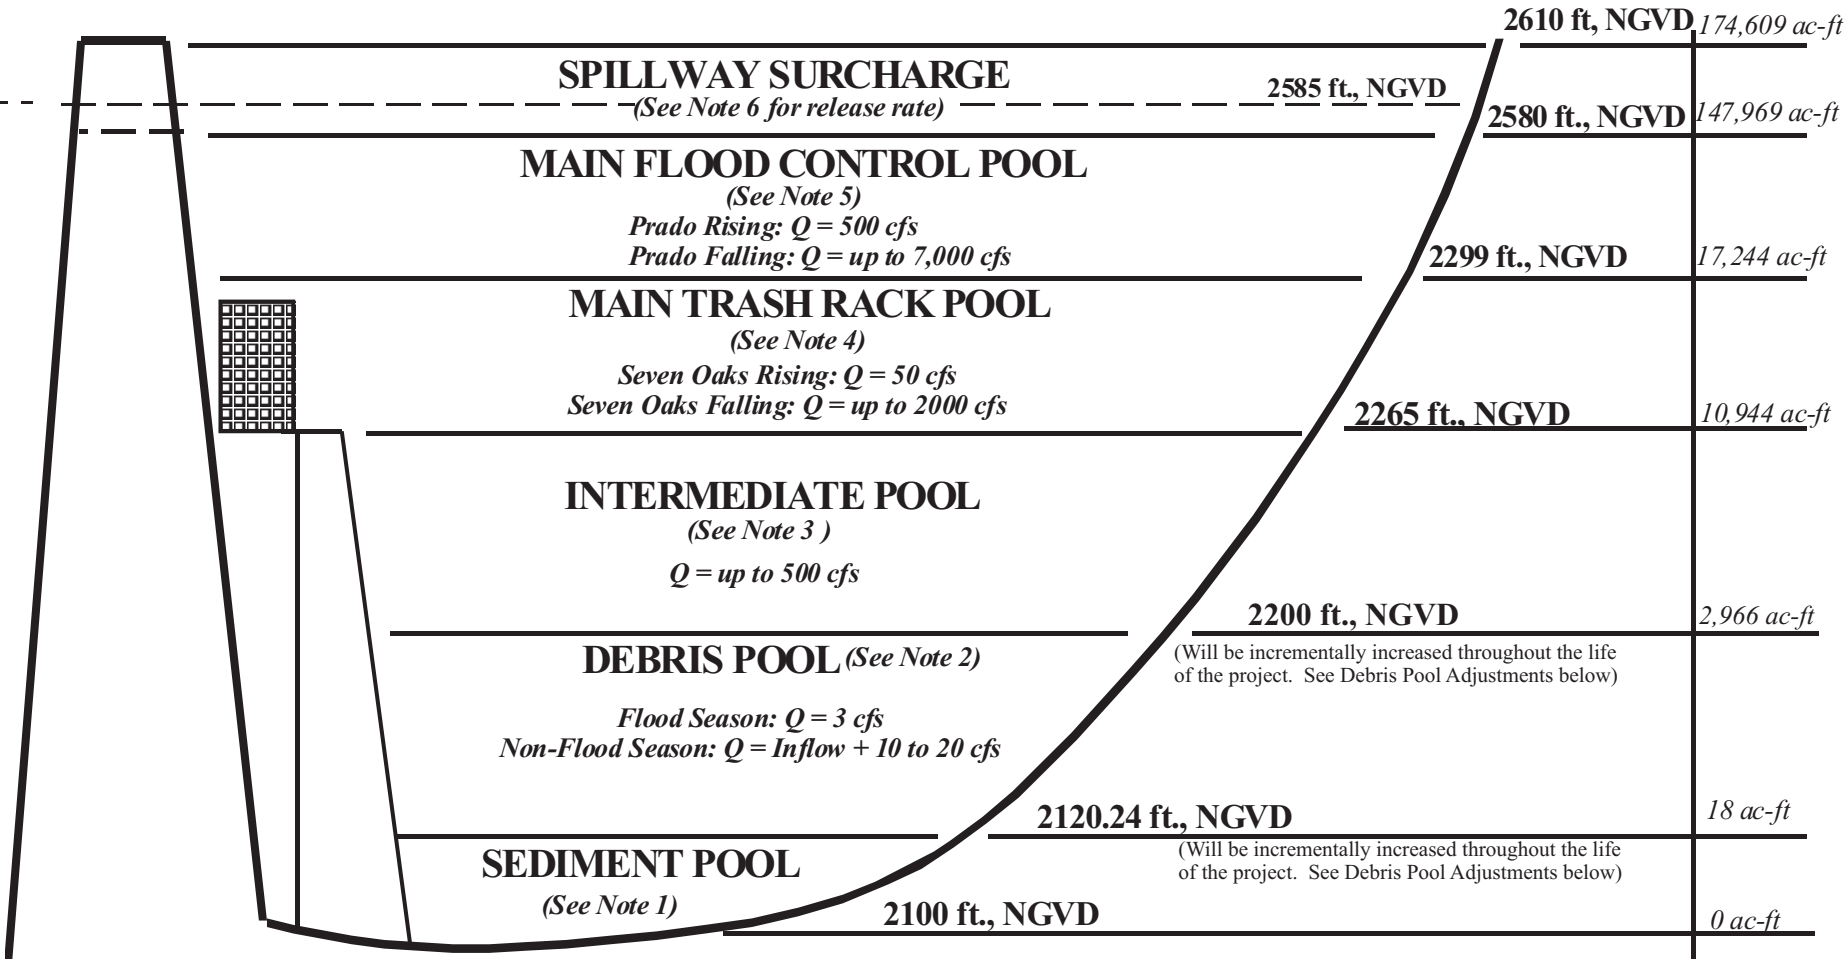 2610 ft, NGVD 174,609 ac-ft
SPILLWAY SURCHARGE
(See Note 6 for release rate)
2585 ft., NGVD
2580 ft., NGVD 147,969 ac-ft
MAIN FLOOD CONTROL POOL
(See Note 5)
Prado Rising: Q = 500 cfs
Prado Falling: Q = up to 7,000 cfs
2299 ft., NGVD 17,244 ac-ft
MAIN TRASH RACK POOL
(See Note 4)
Seven Oaks Rising: Q = 50 cfs
Seven Oaks Falling: Q = up to 2000 cfs
2265 ft., NGVD 10,944 ac-ft
INTERMEDIATE POOL
(See Note 3 )
Q = up to 500 cfs
2200 ft., NGVD 2,966 ac-ft
(Will be incrementally increased throughout the life
of the project. See Debris Pool Adjustments below)
DEBRIS POOL (See Note 2)
Flood Season: Q = 3 cfs
Non-Flood Season: Q = Inflow + 10 to 20 cfs
2120.24 ft., NGVD 18 ac-ft
(Will be incrementally increased throughout the life
of the project. See Debris Pool Adjustments below)
SEDIMENT POOL
(See Note 1)
2100 ft., NGVD 0 ac-ft